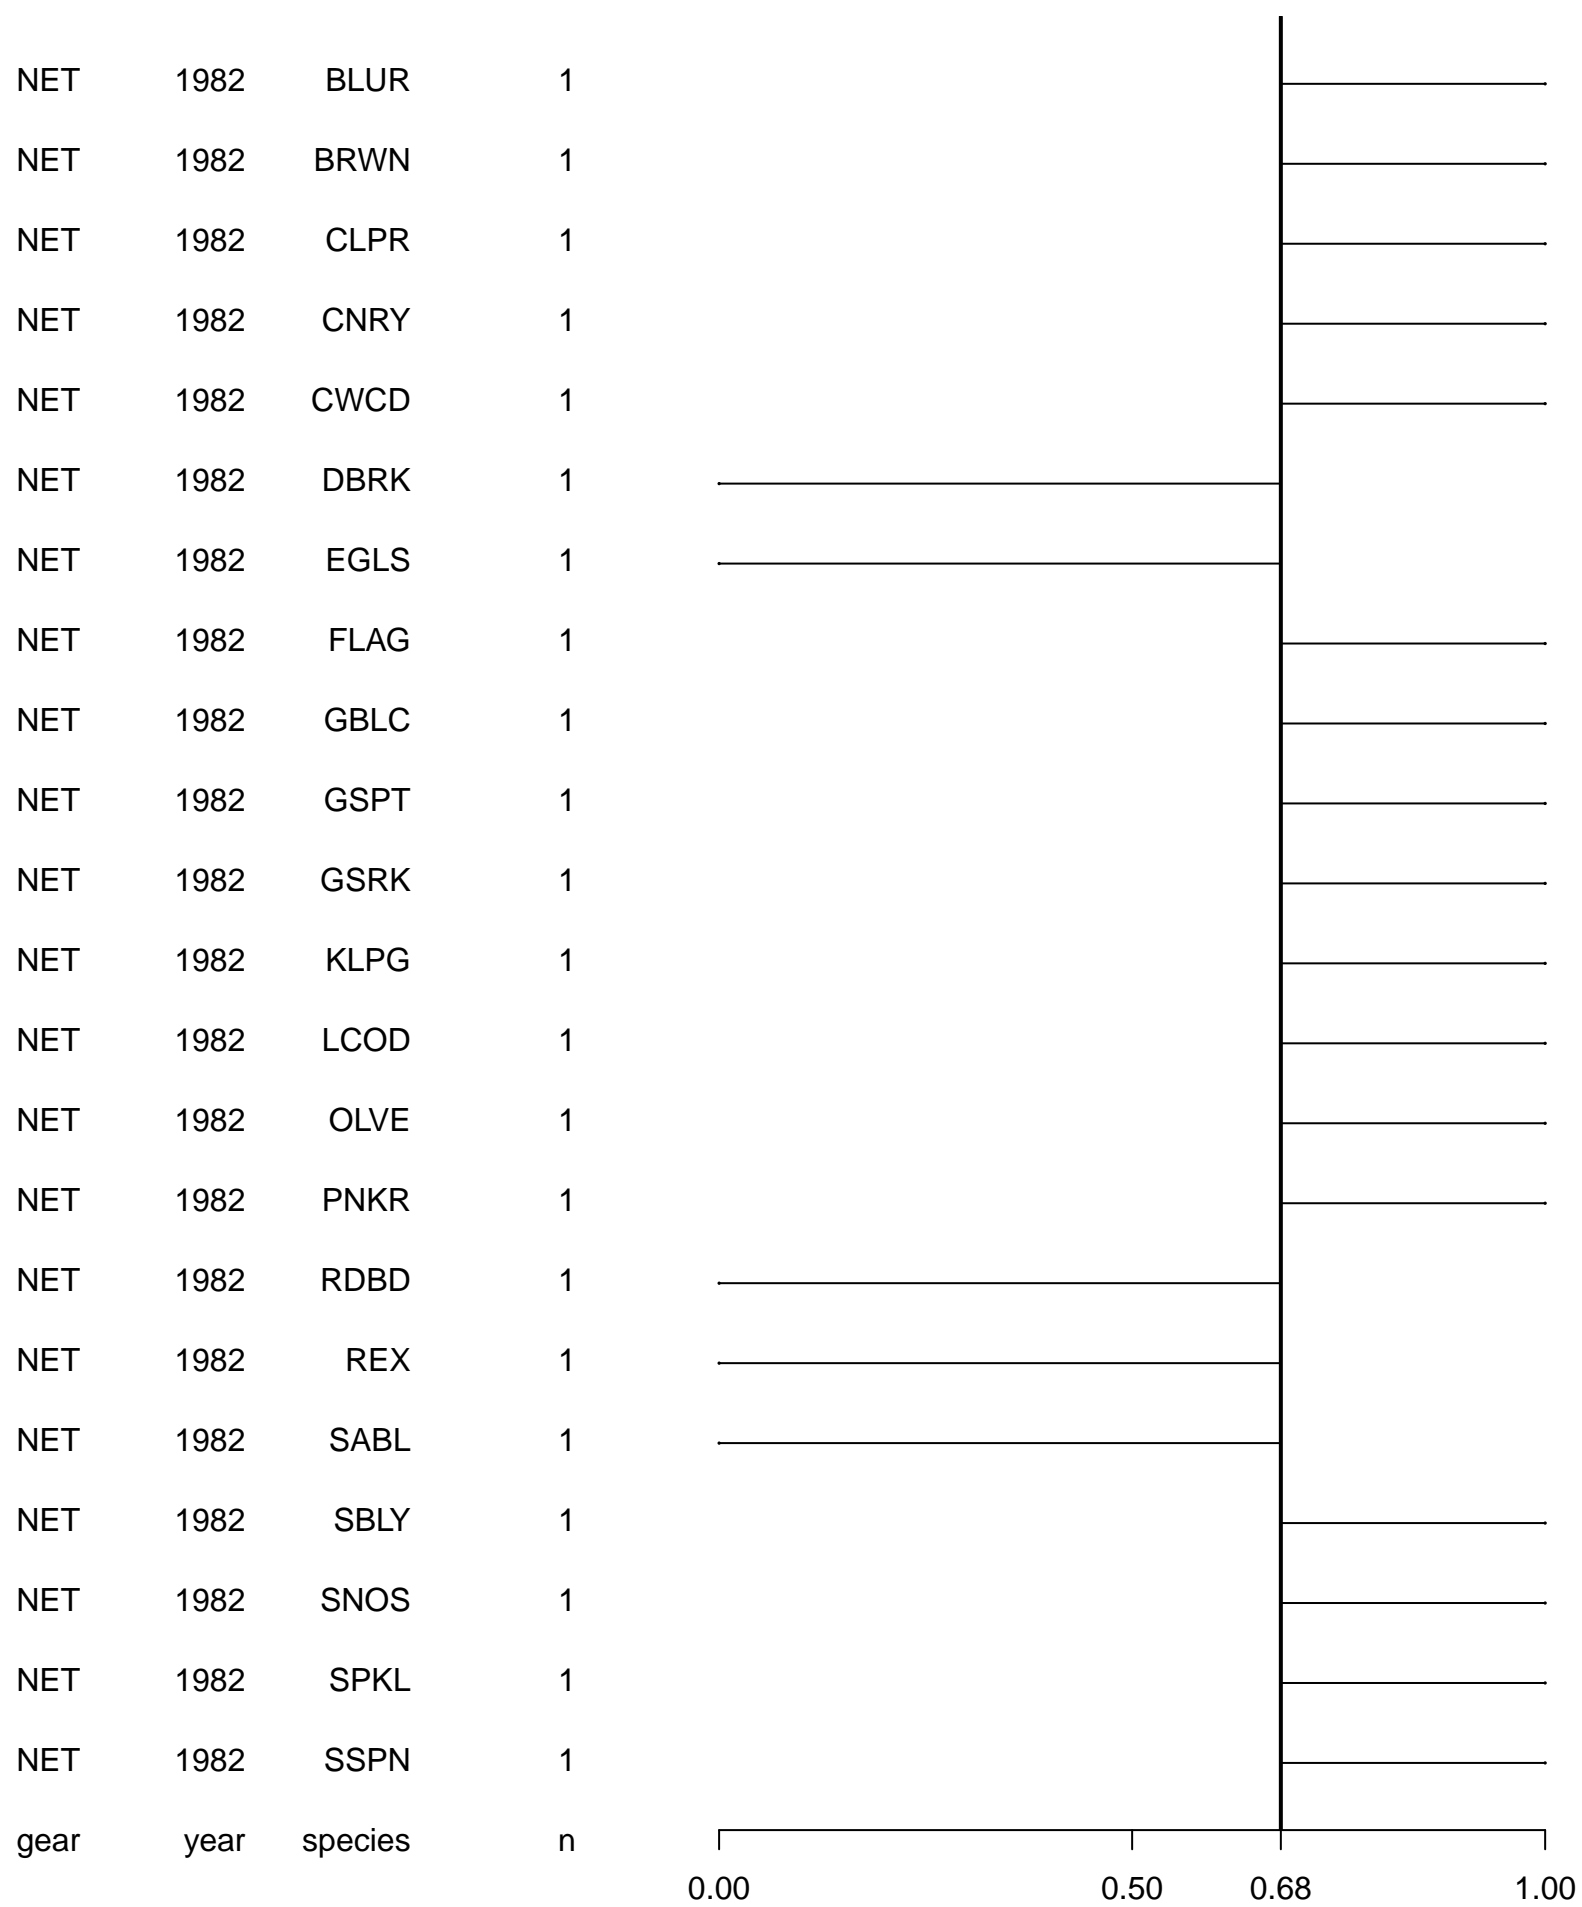 NET 1982 BLUR 1
NET 1982 BRWN 1
NET 1982 CLPR 1
NET 1982 CNRY 1
NET 1982 CWCD 1
NET 1982 DBRK 1
NET 1982 EGLS 1
NET 1982 FLAG 1
NET 1982 GBLC 1
NET 1982 GSPT 1
NET 1982 GSRK 1
NET 1982 KLPG 1
NET 1982 LCOD 1
NET 1982 OLVE 1
NET 1982 PNKR 1
NET 1982 RDBD 1
NET 1982 REX 1
NET 1982 SABL 1
NET 1982 SBLY 1
NET 1982 SNOS 1
NET 1982 SPKL 1
NET 1982 SSPN 1
gear year species n
0.00 0.50 0.68 1.00